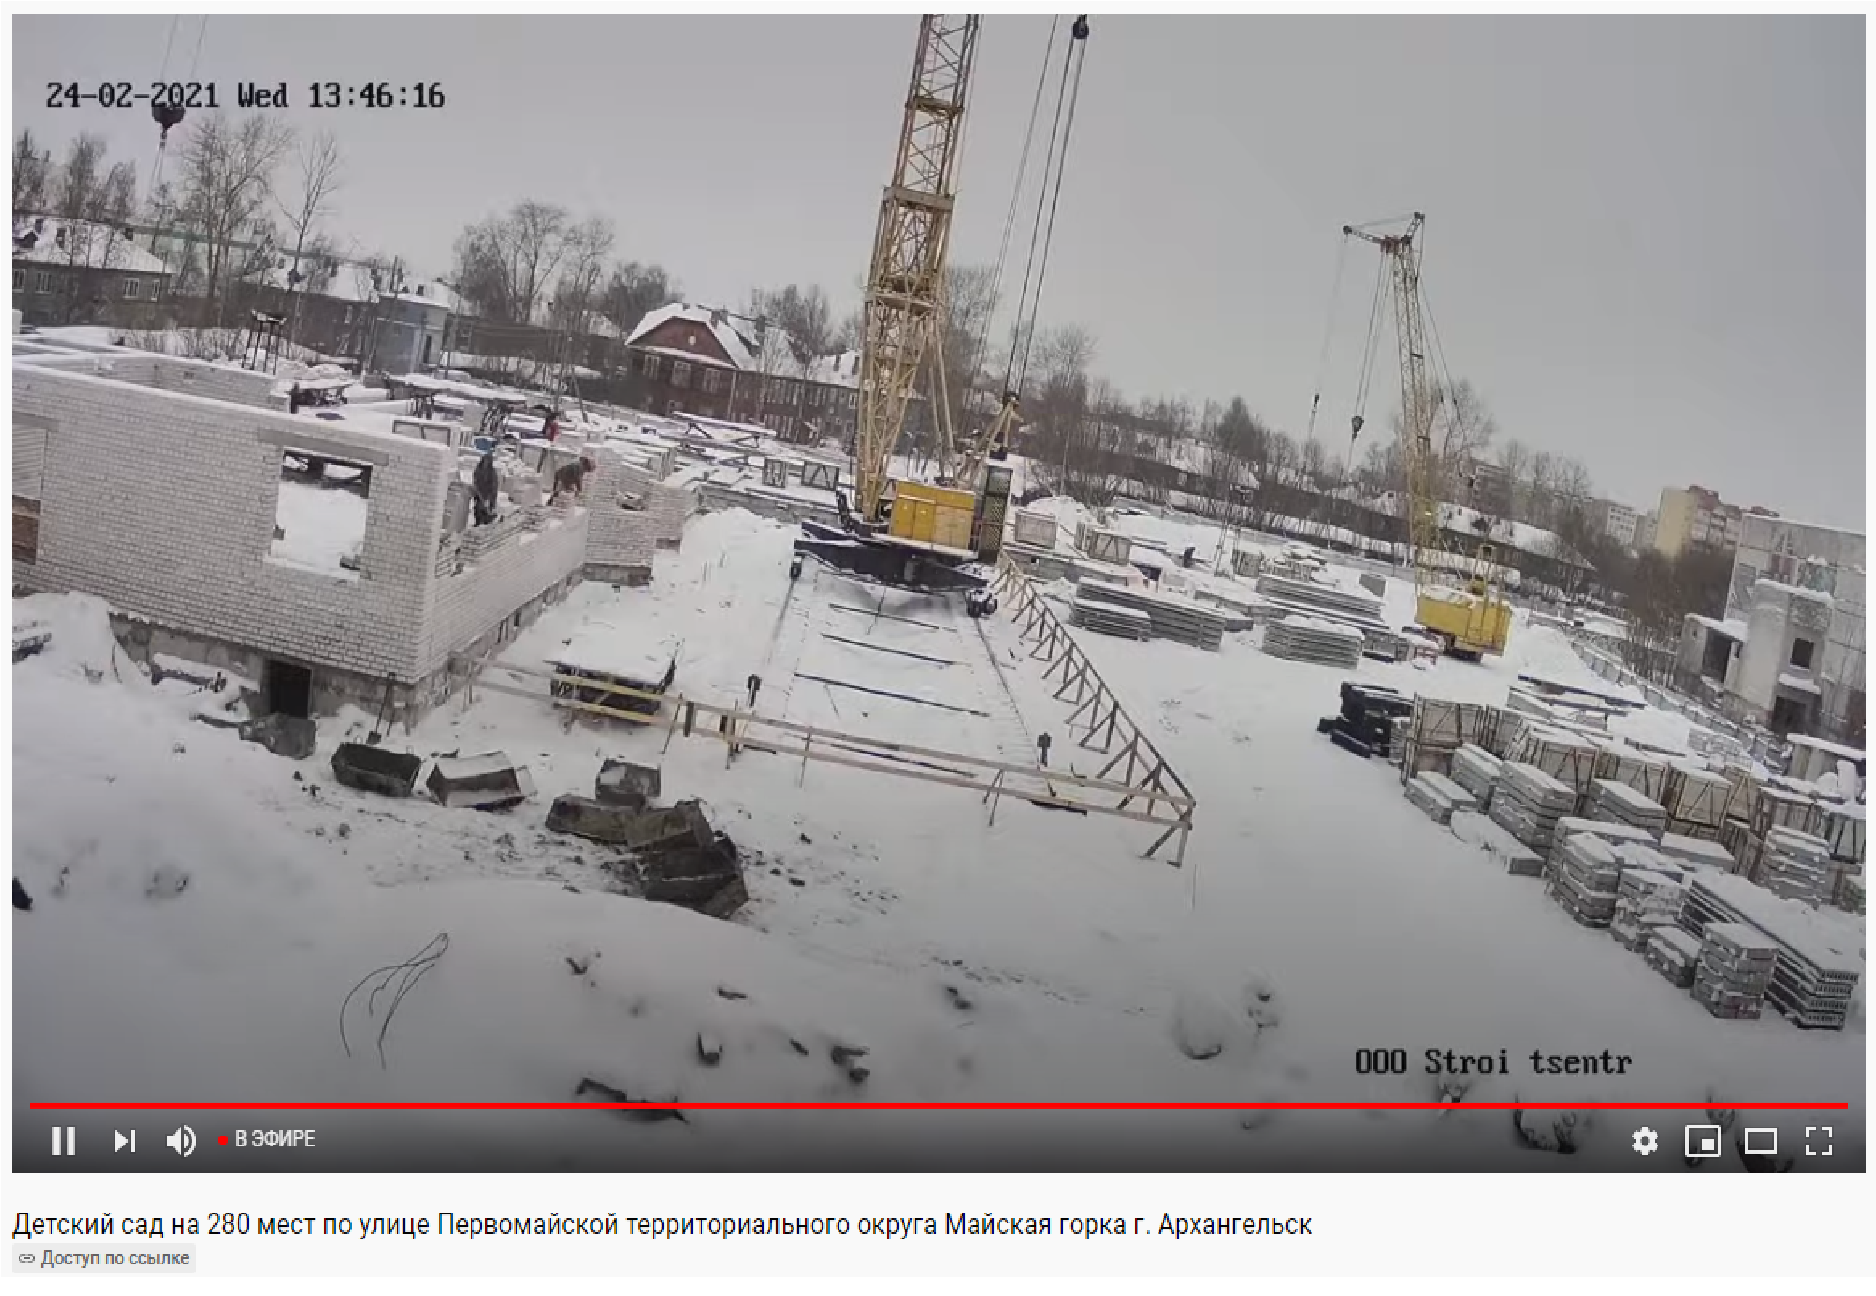 24-02-2021 Wed 13:46:16
OOO Stroi tsentr
В ЭФИРЕ
Детский сад на 280 мест по улице Первомайской территориального округа Майская горка г. Архангельск
Доступ по ссылке